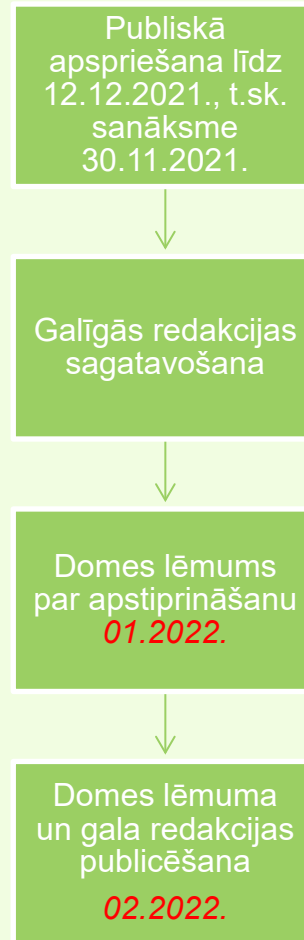 Publiskā
apspriešana līdz
12.12.2021., t.sk.
sanāksme
30.11.2021.
Galīgās redakcijas
sagatavošana
Domes lēmums
par apstiprināšanu
01.2022.
Domes lēmuma
un gala redakcijas
publicēšana
02.2022.